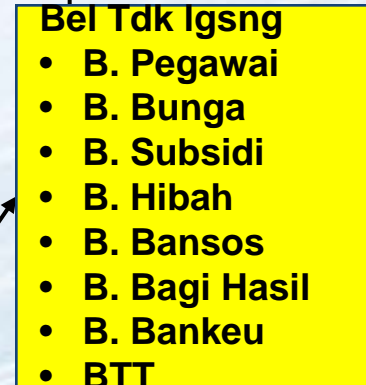 Bel Tdk lgsng
• B. Pegawai
• B. Bunga
• B. Subsidi
• B. Hibah
• B. Bansos
• B. Bagi Hasil
• B. Bankeu
• BTT